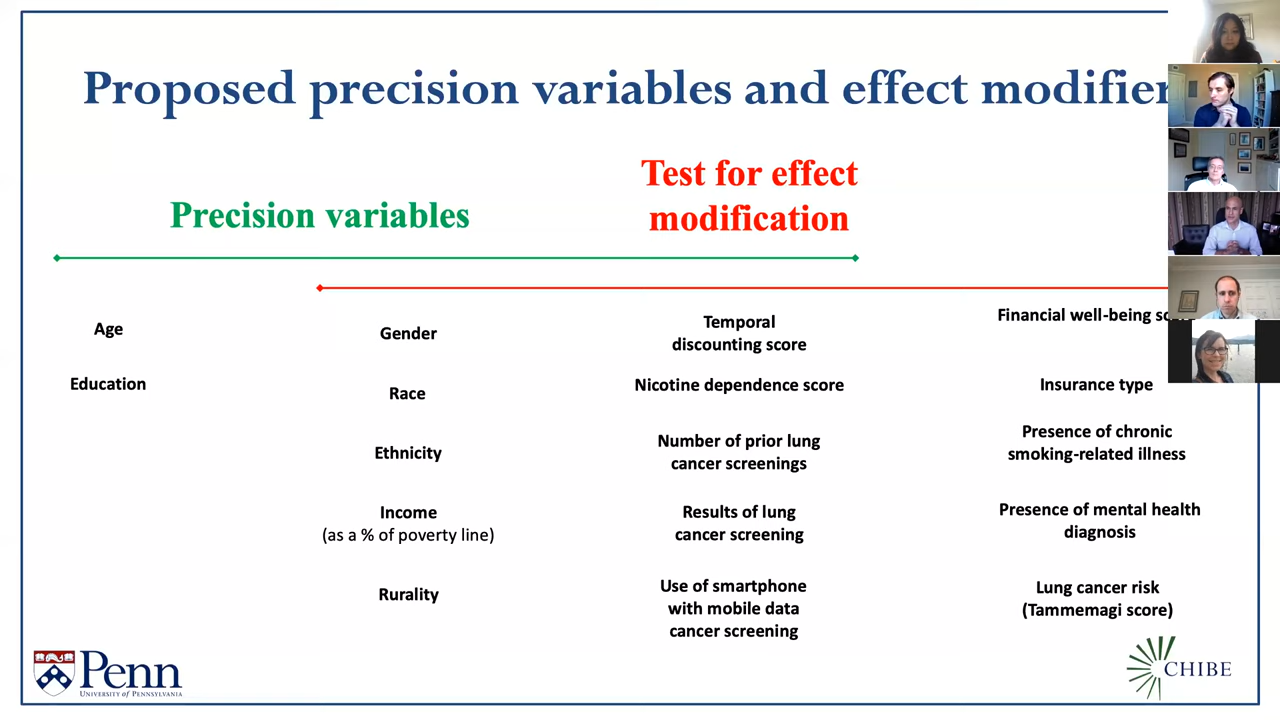 Proposed precision variables and effect modifier
Test for effect
modification
Precision variables
Age
Education
Gender
Race
Ethnicity
Income
(as a % of poverty line)
Rurality
Temporal
discounting score
Nicotine dependence score
Number of prior lung
cancer screenings
Results of lung
cancer screening
Use of smartphone
with mobile data
cancer screening
Financial well-being
Insurance type
Presence of chronic
smoking-related illness
Presence of mental health
diagnosis
Lung cancer risk
(Tammemagi score)
Penn
UNIVERSITY of PENNSYLVANIA
CHIBE